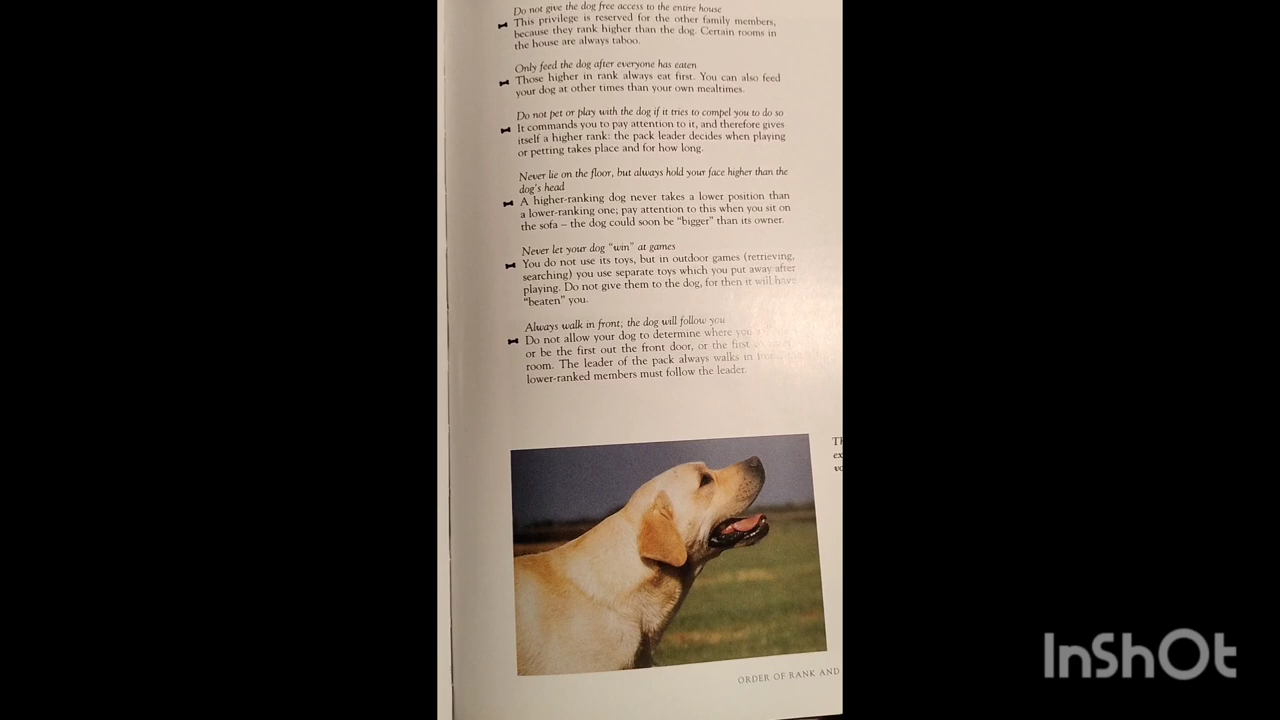 Do not give the dog free access to the entire house
This privilege is reserved for the other family members,
because they rank higher than the dog. Certain rooms in
the house are always taboo.
Only feed the dog after everyone has eaten
Those higher in rank always eat first. You can also feed
your dog at other times than your own mealtimes.
Do not pet or play with the dog if it tries to compel you to do so
It commands you to pay attention to it, and therefore gives
itself a higher rank: the pack leader decides when playing
or petting takes place and for how long.
Never lie on the floor, but always hold your face higher than the
dog's head
A higher-ranking dog never takes a lower position than
a lower-ranking one; pay attention to this when you sit on
the sofa – the dog could soon be "bigger" than its owner.
Never let your dog "win" at games
You do not use its toys, but in outdoor games (retrieving,
searching) you use separate toys which you put away after
playing. Do not give them to the dog, for then it will have
"beaten" you.
Always walk in front; the dog will follow you
Do not allow your dog to determine where you
or be the first out the front door, or the first
room. The leader of the pack always walks in
lower-ranked members must follow the leader.
Th
ex
vo
ORDER OF RANK AND
InShOt